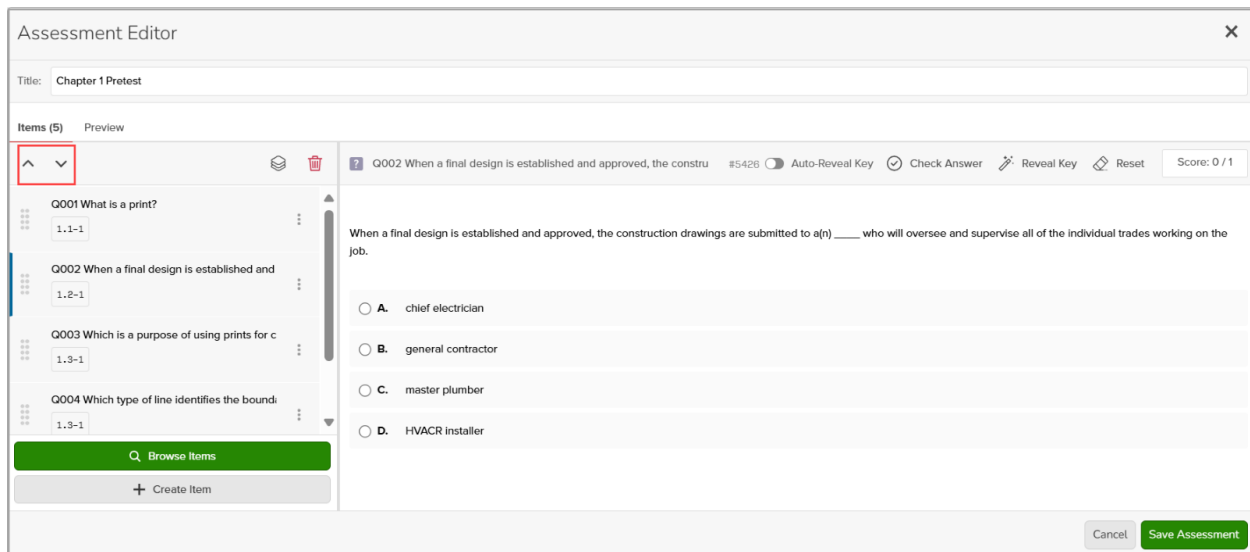 Assessment Editor
Title: Chapter 1 Pretest
Items (5) Preview
Q002 When a final design is established and approved, the constru #5426 Auto-Reveal Key Check Answer Reveal Key Reset Score: 0 / 1
Q001 What is a print?
1.1-1
Q002 When a final design is established and
1.2-1
Q003 Which is a purpose of using prints for c
1.3-1
Q004 Which type of line identifies the bounda
1.3-1
Browse Items
Create Item
When a final design is established and approved, the construction drawings are submitted to a(n) ____ who will oversee and supervise all of the individual trades working on the
job.
A. chief electrician
B. general contractor
C. master plumber
D. HVACR installer
Cancel Save Assessment